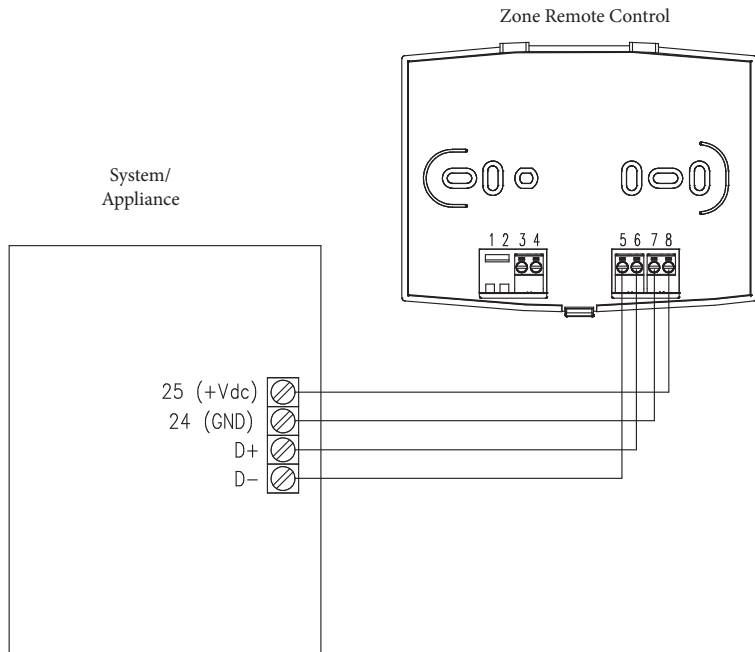 Zone Remote Control
System/
Appliance
1 2 3 4
5 6 7 8
25 (+Vdc)
24 (GND)
D+
D-